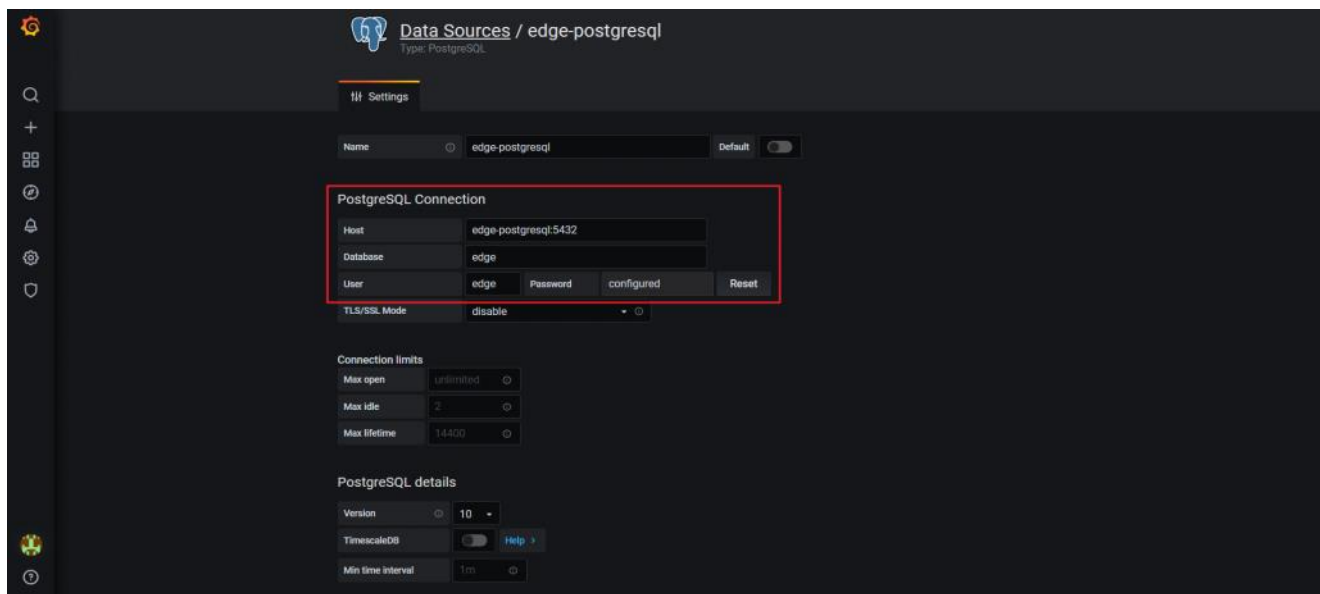 Data Sources / edge-postgresql
Type: PostgreSQL
Settings
Name edge-postgresql Default
PostgreSQL Connection
Host edge-postgresql:5432
Database edge
User edge Password configured Reset
TLS/SSL Mode disable
Connection limits
Max open unlimited
Max idle 2
Max lifetime 14400
PostgreSQL details
Version 10
TimescaleDB Help >
Min time interval 1m